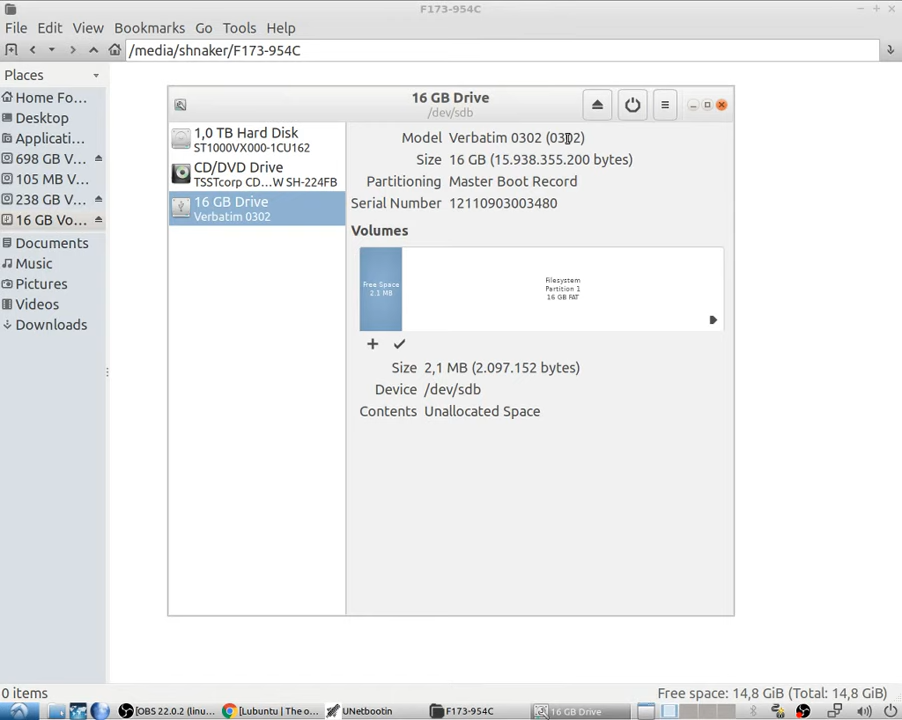 F173-954C
File Edit View Bookmarks Go Tools Help
/media/shnaker/F173-954C
Places
Home Fo...
Desktop
Applicati...
698 GB V...
105 MB V...
238 GB V...
16 GB Vo...
Documents
Music
Pictures
Videos
Downloads
16 GB Drive
/dev/sdb
1,0 TB Hard Disk
ST1000VX000-1CU162
CD/DVD Drive
TSSTcorp CD...W SH-224FB
16 GB Drive
Verbatim 0302
Model Verbatim 0302 (0302)
Size 16 GB (15.938.355.200 bytes)
Partitioning Master Boot Record
Serial Number 12110903003480
Volumes
Free Space
2.1 MB
Filesystem
Partition 1
16 GB FAT
Size 2,1 MB (2.097.152 bytes)
Device /dev/sdb
Contents Unallocated Space
0 items
Free space: 14,8 GiB (Total: 14,8 GiB)
[OBS 22.0.2 (linu...
[Lubuntu | The o...
UNetbootin
F173-954C
16 GB Drive